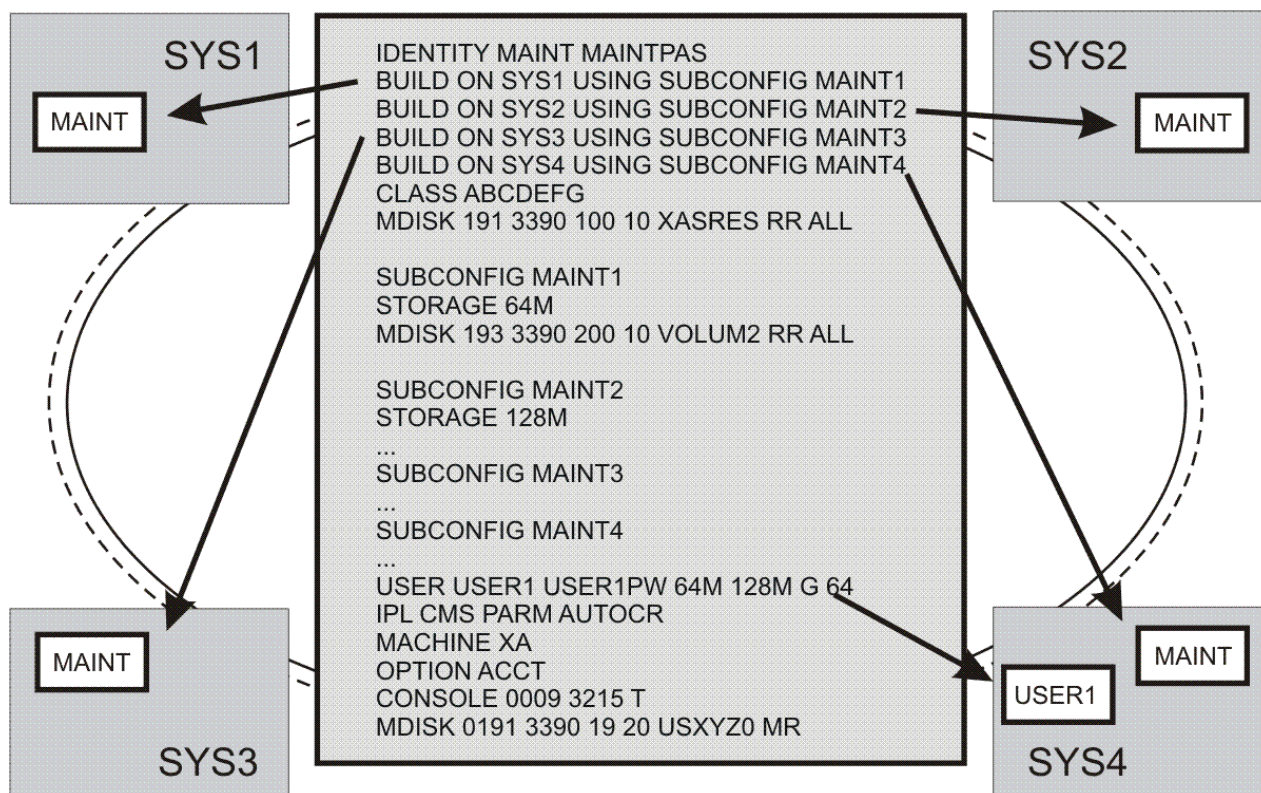 SYS1
MAINT
IDENTITY MAINT MAINTPAS
BUILD ON SYS1 USING SUBCONFIG MAINT1
BUILD ON SYS2 USING SUBCONFIG MAINT2
BUILD ON SYS3 USING SUBCONFIG MAINT3
BUILD ON SYS4 USING SUBCONFIG MAINT4
CLASS ABCDEFG
MDISK 191 3390 100 10 XASRES RR ALL
SUBCONFIG MAINT1
STORAGE 64M
MDISK 193 3390 200 10 VOLUM2 RR ALL
SUBCONFIG MAINT2
STORAGE 128M
...
SUBCONFIG MAINT3
...
SUBCONFIG MAINT4
...
USER USER1 USER1PW 64M 128M G 64
IPL CMS PARM AUTOCR
MACHINE XA
OPTION ACCT
CONSOLE 0009 3215 T
MDISK 0191 3390 19 20 USXYZ0 MR
SYS2
MAINT
MAINT
SYS3
MAINT
USER1
SYS4